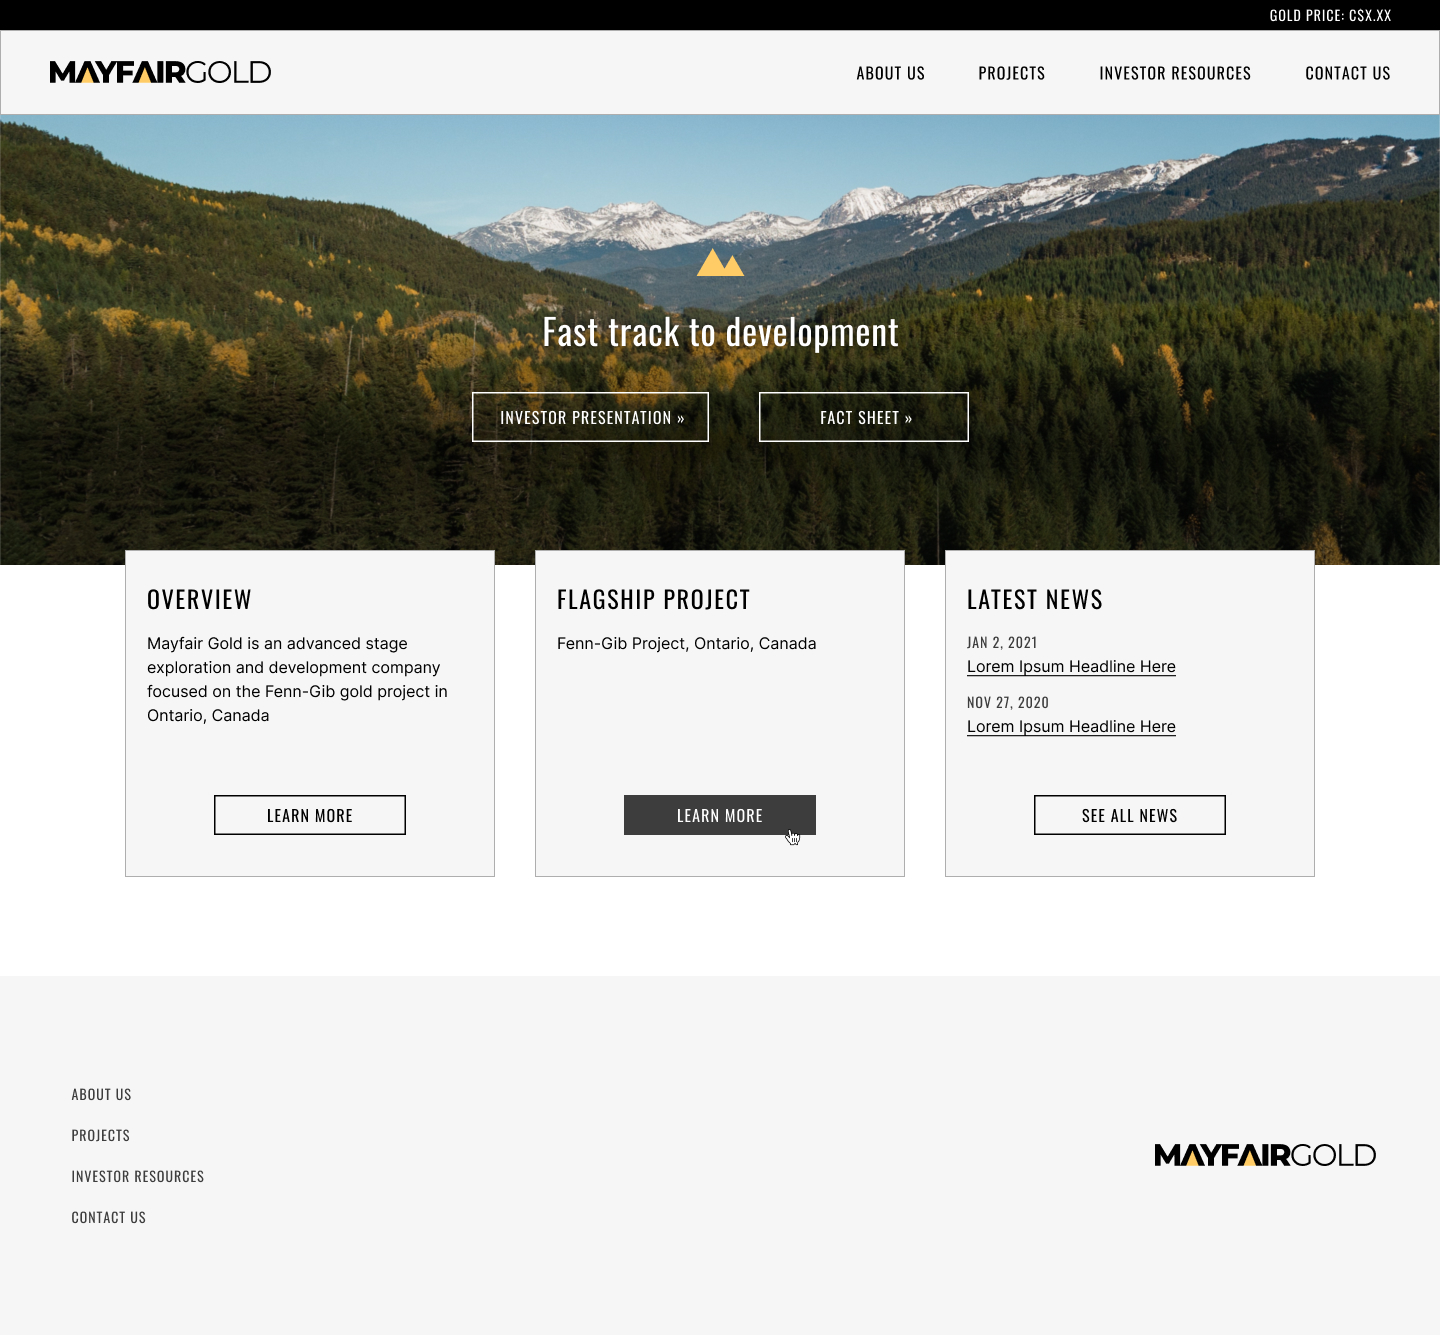 GOLD PRICE: C$X.XX
MAYFAIRGOLD
ABOUT US
PROJECTS
INVESTOR RESOURCES
CONTACT US
Fast track to development
INVESTOR PRESENTATION »
FACT SHEET »
OVERVIEW
Mayfair Gold is an advanced stage
exploration and development company
focused on the Fenn-Gib gold project in
Ontario, Canada
LEARN MORE
FLAGSHIP PROJECT
Fenn-Gib Project, Ontario, Canada
LEARN MORE
LATEST NEWS
JAN 2, 2021
Lorem Ipsum Headline Here
NOV 27, 2020
Lorem Ipsum Headline Here
SEE ALL NEWS
ABOUT US
PROJECTS
INVESTOR RESOURCES
CONTACT US
MAYFAIRGOLD